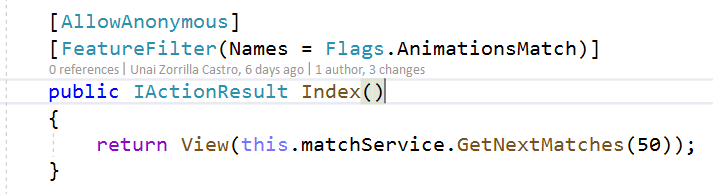 [AllowAnonymous]
[FeatureFilter(Names = Flags.AnimationsMatch)]
0 references | Unai Zorrilla Castro, 6 days ago | 1 author, 3 changes
public IActionResult Index()
{
    return View(this.matchService.GetNextMatches(50));
}